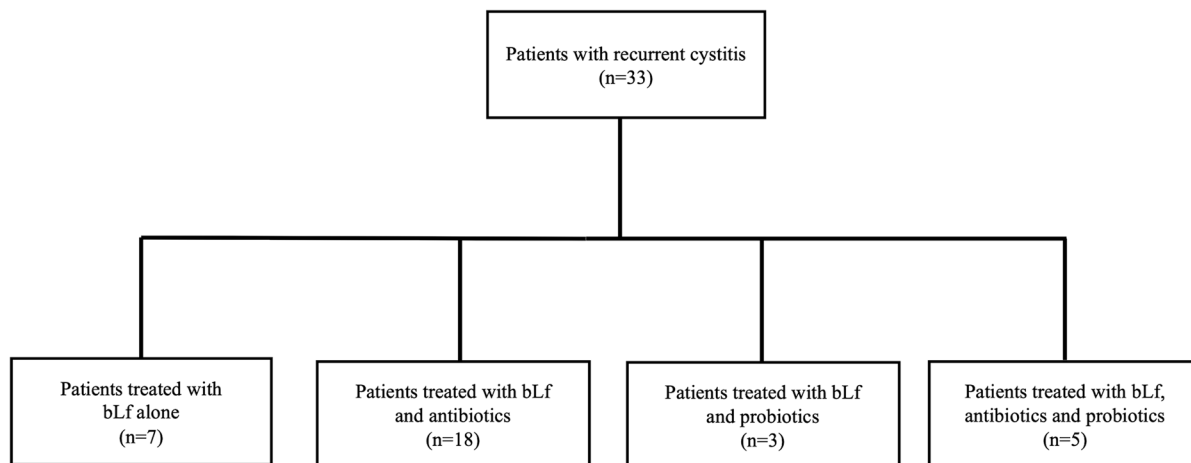 Patients with recurrent cystitis
(n=33)
Patients treated with
bLf alone
(n=7)
Patients treated with bLf
and antibiotics
(n=18)
Patients treated with bLf
and probiotics
(n=3)
Patients treated with bLf,
antibiotics and probiotics
(n=5)